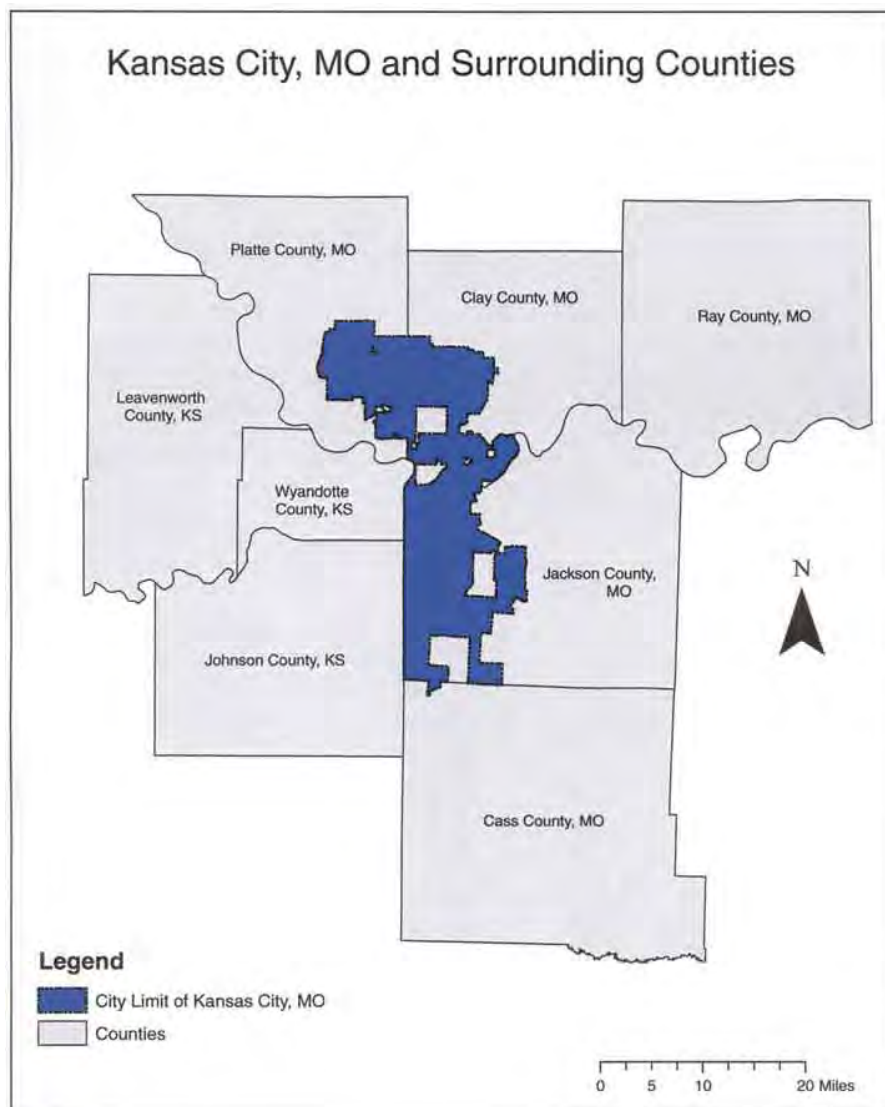 Kansas City, MO and Surrounding Counties
Platte County, MO
Clay County, MO
Ray County, MO
Leavenworth
County, KS
Wyandotte
County, KS
Jackson County,
MO
N
Johnson County, KS
Cass County, MO
Legend
City Limit of Kansas City, MO
Counties
0 5 10 20 Miles